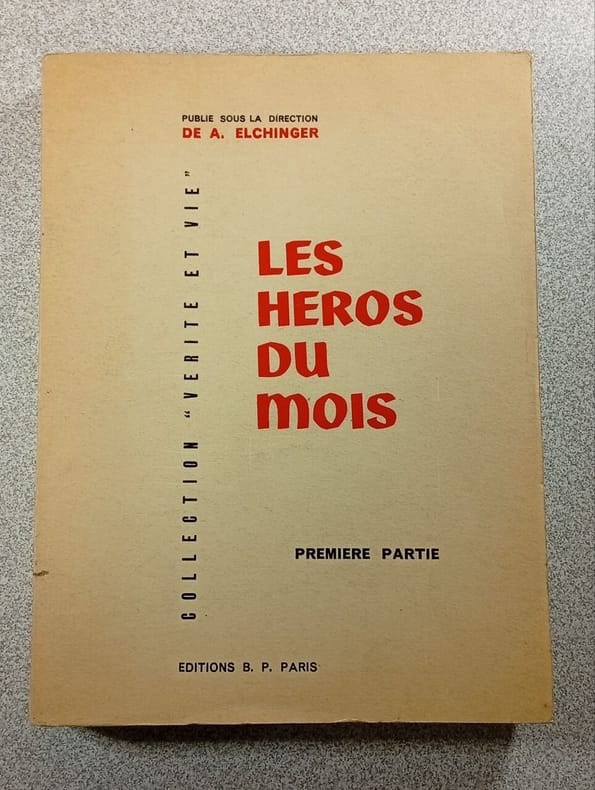 PUBLIE SOUS LA DIRECTION
DE A. ELCHINGER
COLLECTION "VERITE ET VIE"
LES
HEROS
DU
MOIS
PREMIERE PARTIE
EDITIONS B. P. PARIS